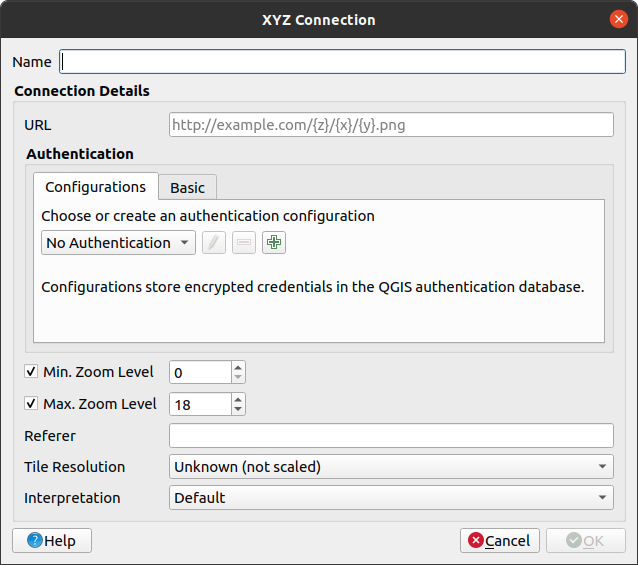 XYZ Connection
Name
Connection Details
URL http://example.com/{z}/{x}/{y}.png
Authentication
Configurations Basic
Choose or create an authentication configuration
No Authentication
Configurations store encrypted credentials in the QGIS authentication database.
Min. Zoom Level 0
Max. Zoom Level 18
Referer
Tile Resolution Unknown (not scaled)
Interpretation Default
Help Cancel OK